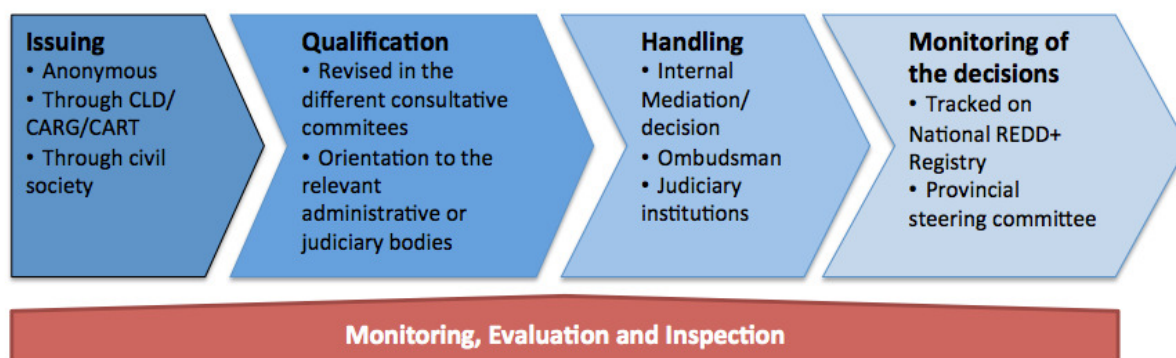 Issuing
• Anonymous
• Through CLD/
CARG/CART
• Through civil
society
Qualification
• Revised in the
different consultative
commitees
• Orientation to the
relevant
administrative or
judiciary bodies
Handling
• Internal
Mediation/
decision
• Ombudsman
• Judiciary
institutions
Monitoring of
the decisions
• Tracked on
National REDD+
Registry
• Provincial
steering committee
Monitoring, Evaluation and Inspection